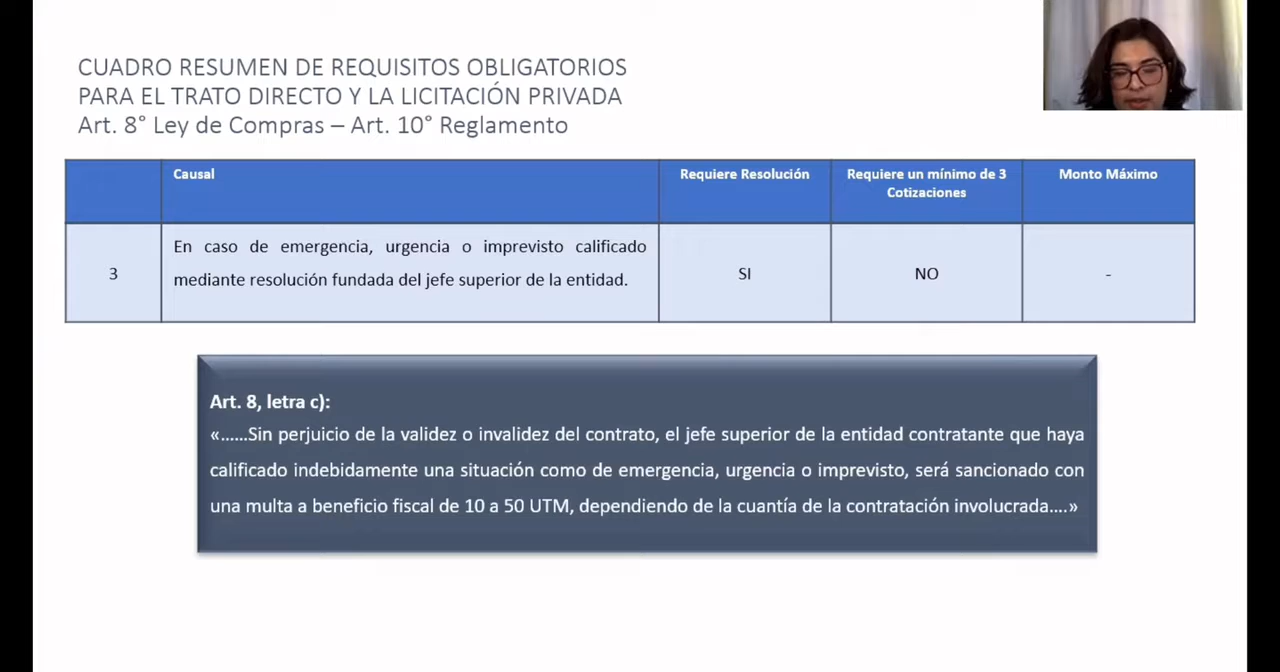 CUADRO RESUMEN DE REQUISITOS OBLIGATORIOS
PARA EL TRATO DIRECTO Y LA LICITACIÓN PRIVADA
Art. 8° Ley de Compras – Art. 10° Reglamento
Causal
Requiere Resolución
Requiere un mínimo de 3
Cotizaciones
Monto Máximo
3
En caso de emergencia, urgencia o imprevisto calificado
mediante resolución fundada del jefe superior de la entidad.
SI
NO
-
Art. 8, letra c):
«……Sin perjuicio de la validez o invalidez del contrato, el jefe superior de la entidad contratante que haya
calificado indebidamente una situación como de emergencia, urgencia o imprevisto, será sancionado con
una multa a beneficio fiscal de 10 a 50 UTM, dependiendo de la cuantía de la contratación involucrada….»